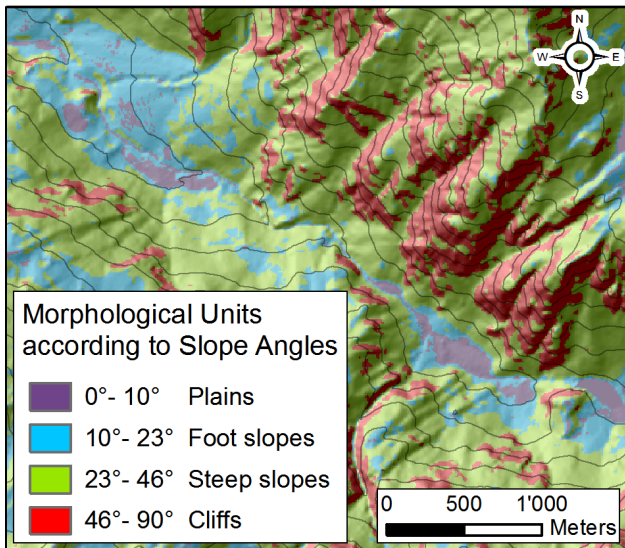 N
W E
S
Morphological Units
according to Slope Angles
0°- 10° Plains
10°- 23° Foot slopes
23°- 46° Steep slopes
46°- 90° Cliffs
0 500 1'000
Meters